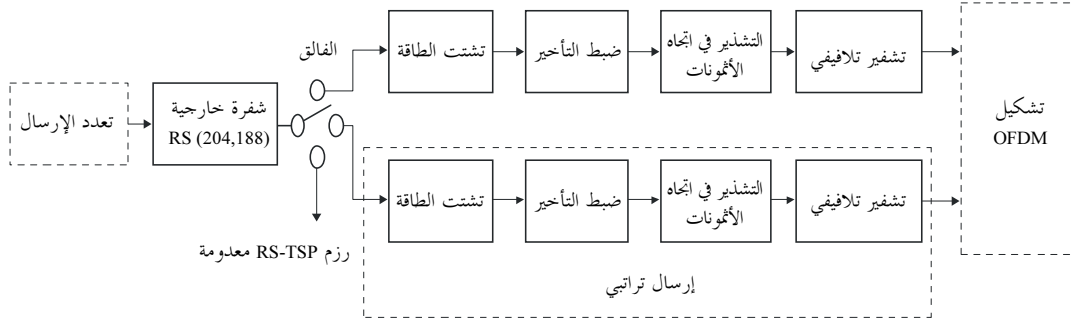 تعدد الإرسال
شفرة خارجية
RS (204,188)
الفالق
رزم RS-TSP معدومة
تشتت الطاقة
ضبط التأخير
التشذير في اتجاه
الأثمونات
تشفير تلافيفي
تشتت الطاقة
ضبط التأخير
التشذير في اتجاه
الأثمونات
تشفير تلافيفي
إرسال تراتبي
تشكيل
OFDM